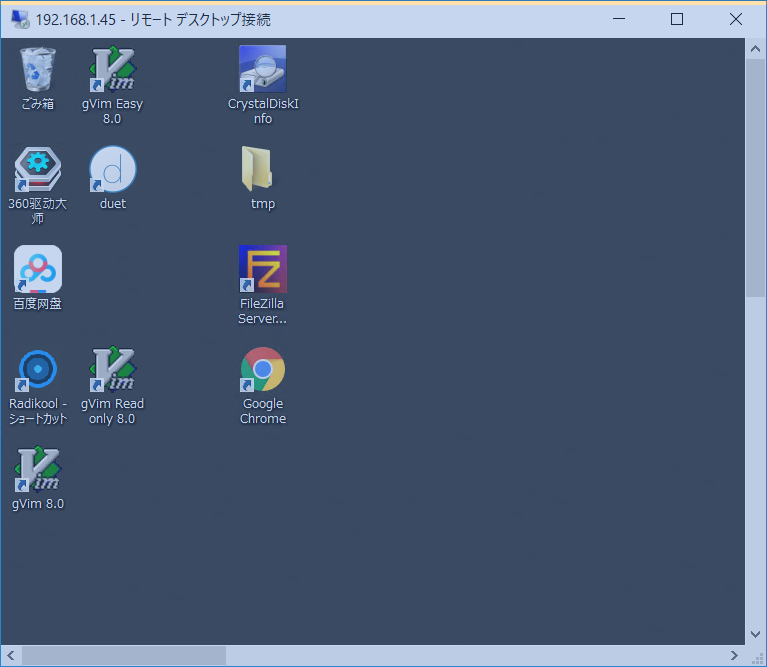 192.168.1.45 - リモート デスクトップ接続
ごみ箱
gVim Easy
8.0
CrystalDiskI
nfo
360驱动大
师
duet
tmp
百度网盘
FileZilla
Server...
Radikool -
ショートカット
gVim Read
only 8.0
Google
Chrome
gVim 8.0